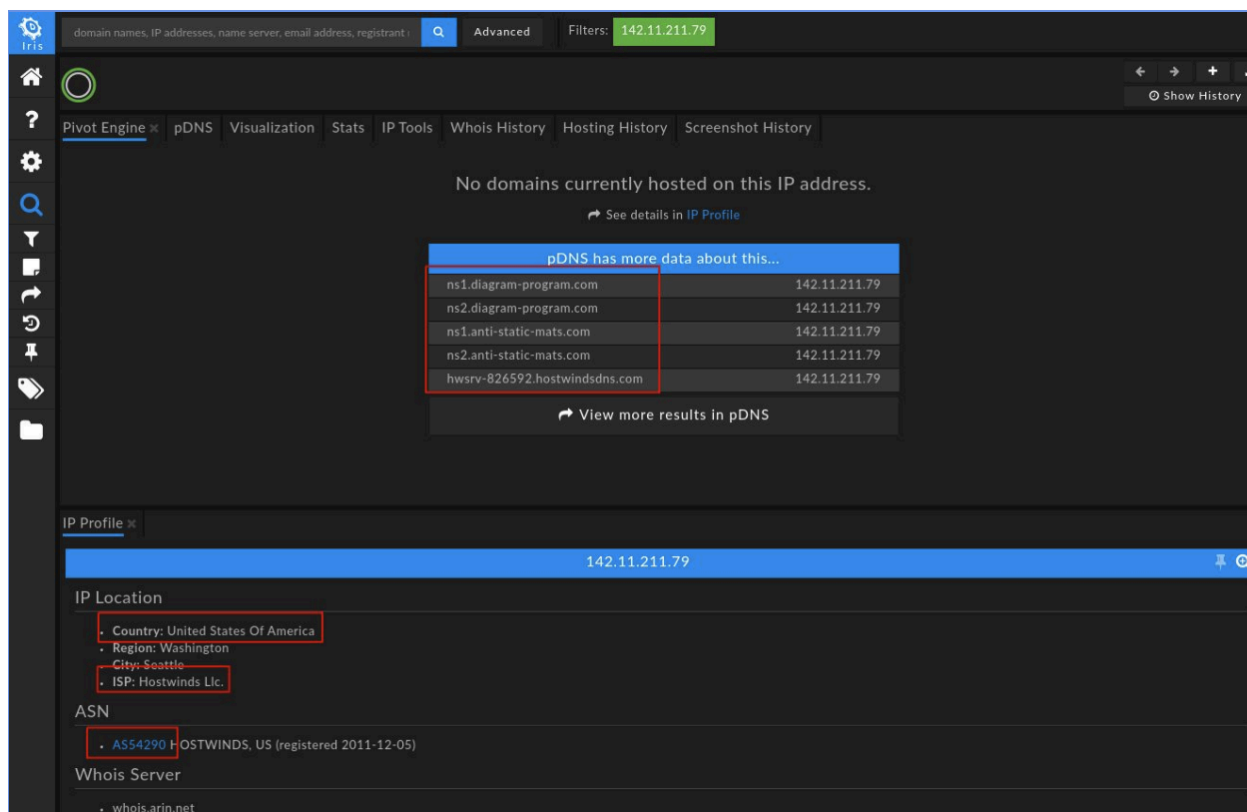 Iris
domain names, IP addresses, name server, email address, registrant
Advanced
Filters: 142.11.211.79
Show History
Pivot Engine pDNS Visualization Stats IP Tools Whois History Hosting History Screenshot History
No domains currently hosted on this IP address.
See details in IP Profile
pDNS has more data about this...
ns1.diagram-program.com 142.11.211.79
ns2.diagram-program.com 142.11.211.79
ns1.anti-static-mats.com 142.11.211.79
ns2.anti-static-mats.com 142.11.211.79
hwsrv-826592.hostwindsdns.com 142.11.211.79
View more results in pDNS
IP Profile
142.11.211.79
IP Location
Country: United States Of America
Region: Washington
City: Seattle
ISP: Hostwinds Llc.
ASN
AS54290 HOSTWINDS, US (registered 2011-12-05)
Whois Server
whois.arin.net